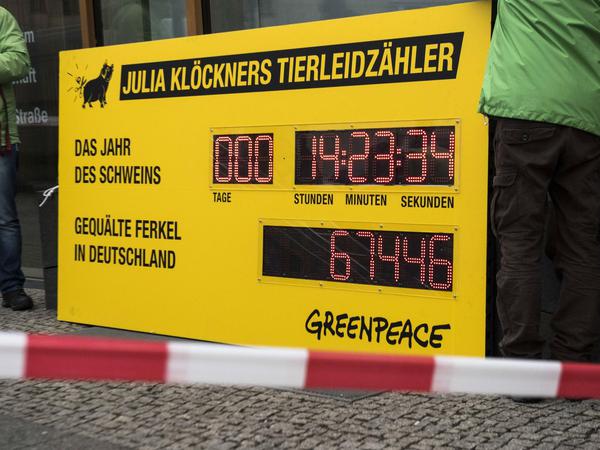 JULIA KLÖCKNERS TIERLEIDZÄHLER
DAS JAHR
DES SCHWEINS
000 14:23:34
TAGE STUNDEN MINUTEN SEKUNDEN
GEQUÄLTE FERKEL
IN DEUTSCHLAND
67446
GREENPEACE
Straße